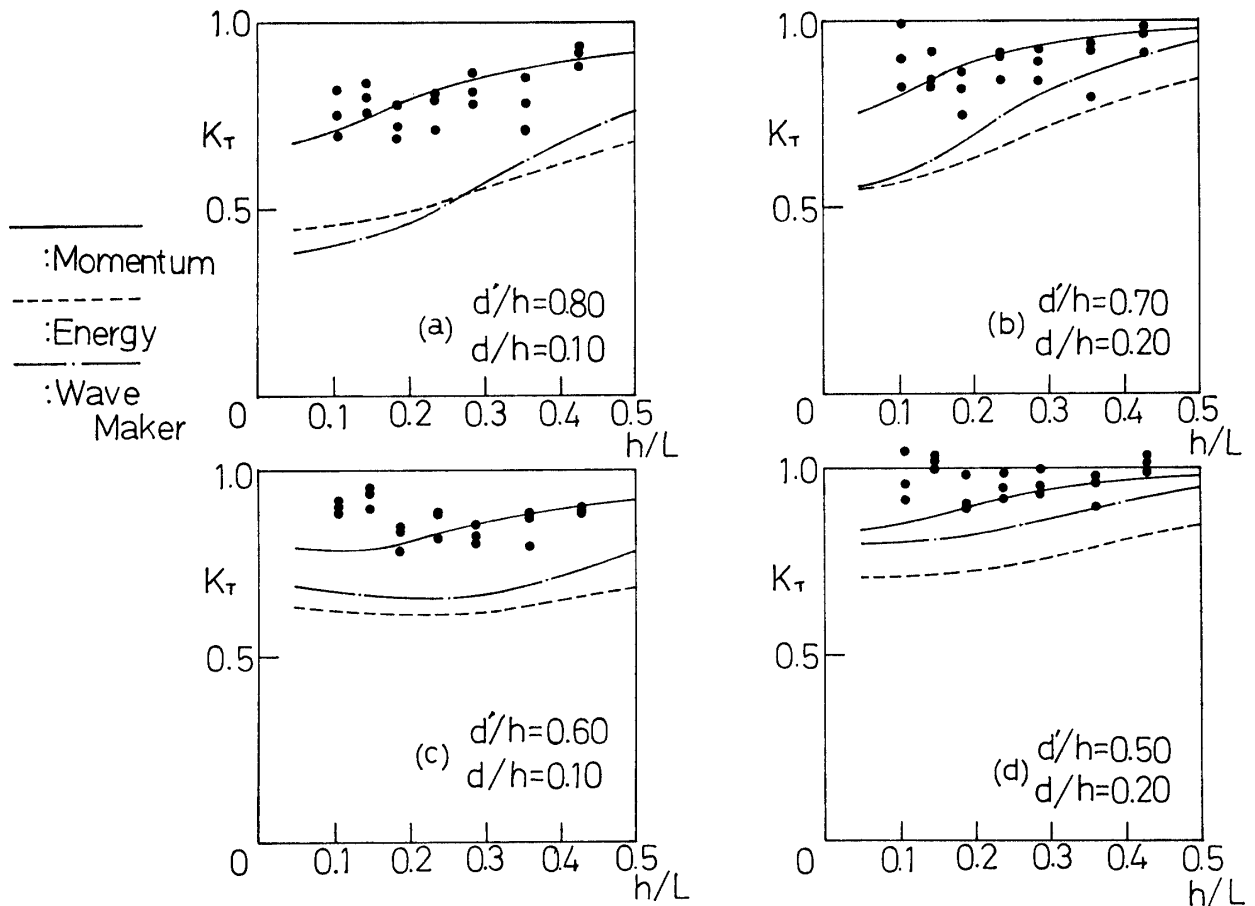 1.0
K_T
0.5
(a)
d'/h=0.80
d/h=0.10
0
0.1
0.2
0.3
0.4
0.5
h/L
1.0
K_T
0.5
(b)
d'/h=0.70
d/h=0.20
0
0.1
0.2
0.3
0.4
0.5
h/L
:Momentum
:Energy
:Wave
Maker
1.0
K_T
0.5
(c)
d'/h=0.60
d/h=0.10
0
0.1
0.2
0.3
0.4
0.5
h/L
1.0
K_T
0.5
(d)
d'/h=0.50
d/h=0.20
0
0.1
0.2
0.3
0.4
0.5
h/L